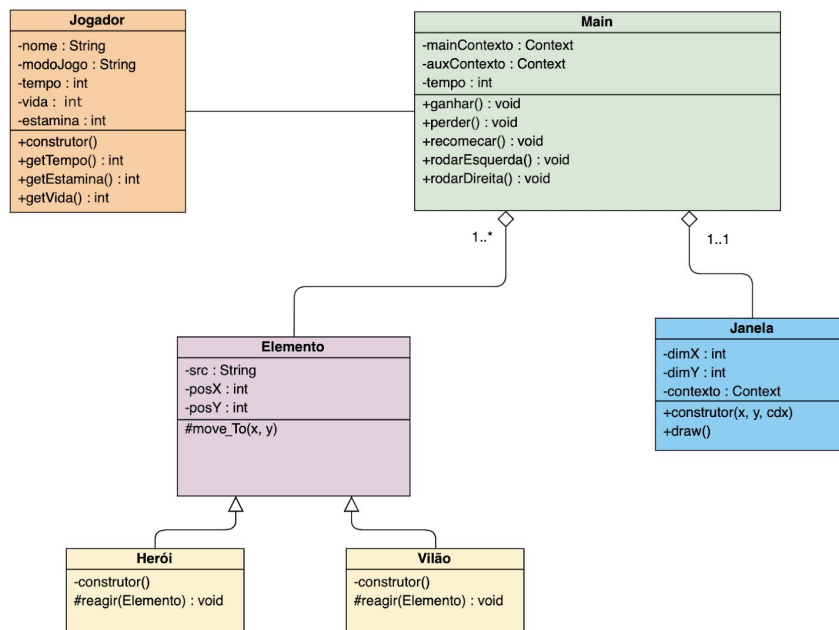 Jogador
-nome : String
-modoJogo : String
-tempo : int
-vida : int
-estamina : int
+construtor()
+getTempo() : int
+getEstamina() : int
+getVida() : int
Main
-mainContexto : Context
-auxContexto : Context
-tempo : int
+ganhar() : void
+perder() : void
+recomecar() : void
+rodarEsquerda() : void
+rodarDireita() : void
1..*
1..1
Elemento
-src : String
-posX : int
-posY : int
#move_To(x, y)
Janela
-dimX : int
-dimY : int
-contexto : Context
+construtor(x, y, cdx)
+draw()
Herói
-construtor()
#reagir(Elemento) : void
Vilão
-construtor()
#reagir(Elemento) : void